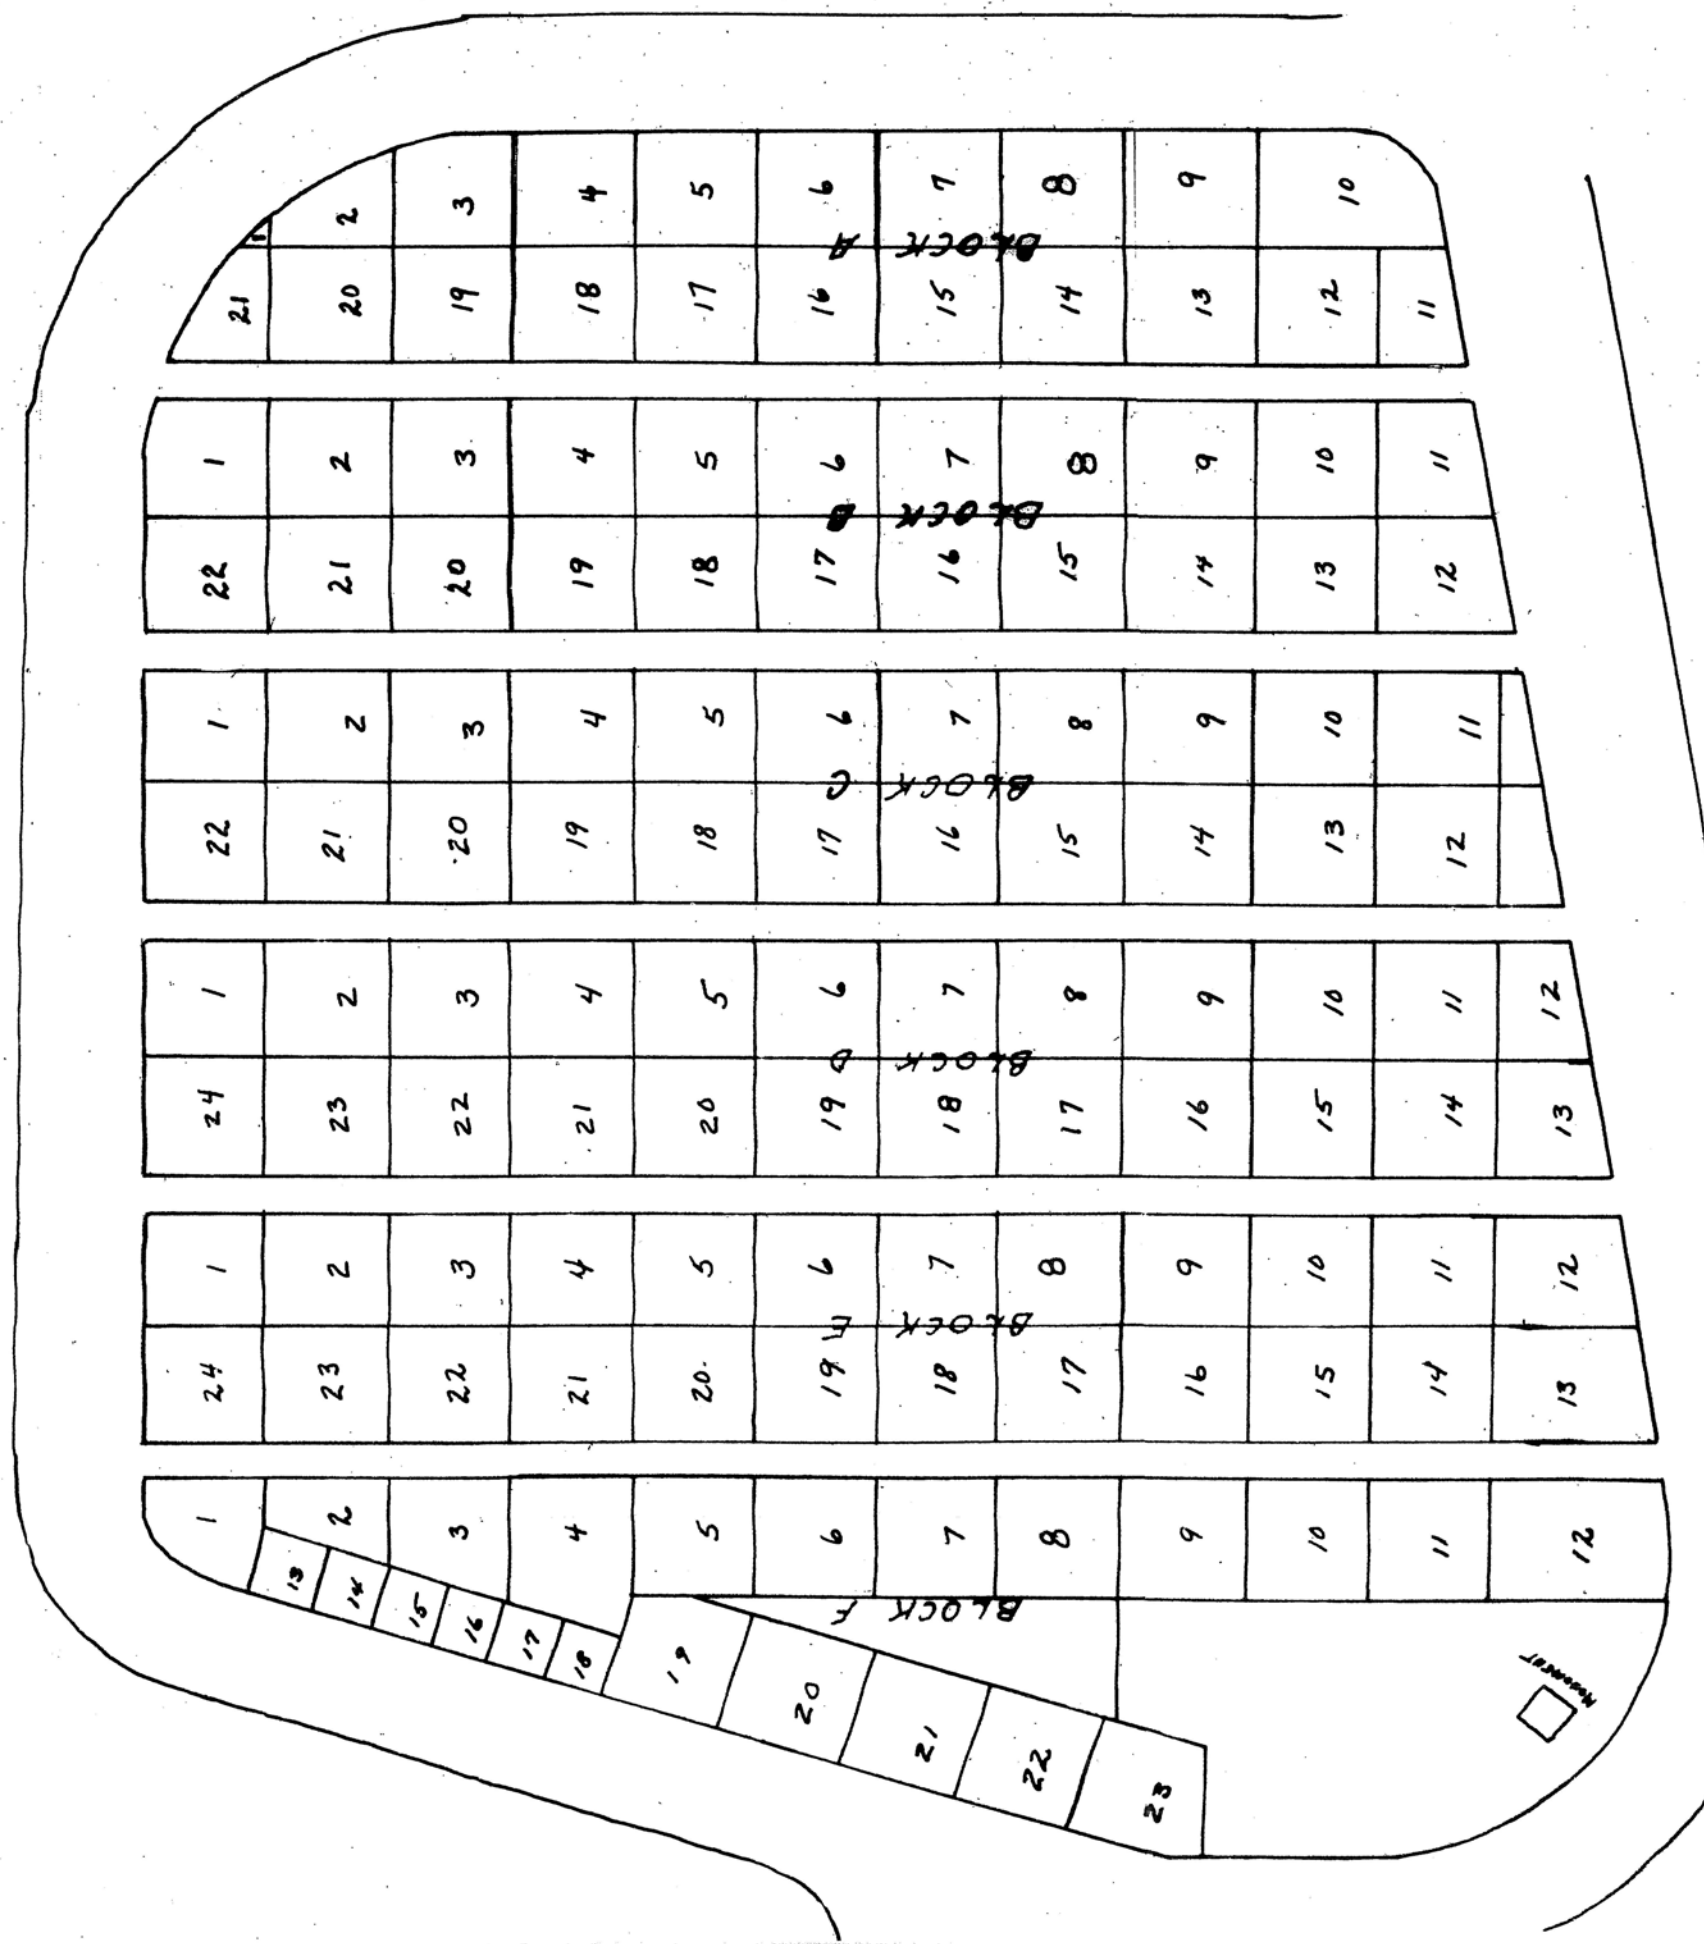 1 2 3 4 5 6 7 8 9 10
BLOCK A
21 20 19 18 17 16 15 14 13 12 11
1 2 3 4 5 6 7 8 9 10 11
BLOCK B
22 21 20 19 18 17 16 15 14 13 12
1 2 3 4 5 6 7 8 9 10 11
BLOCK C
22 21 20 19 18 17 16 15 14 13 12
1 2 3 4 5 6 7 8 9 10 11 12
BLOCK D
24 23 22 21 20 19 18 17 16 15 14 13
1 2 3 4 5 6 7 8 9 10 11 12
BLOCK E
24 23 22 21 20 19 18 17 16 15 14 13
1 2 3 4 5 6 7 8 9 10 11 12
BLOCK F
13 14 15 16 17 18 19 20 21 22 23
MONUMENT